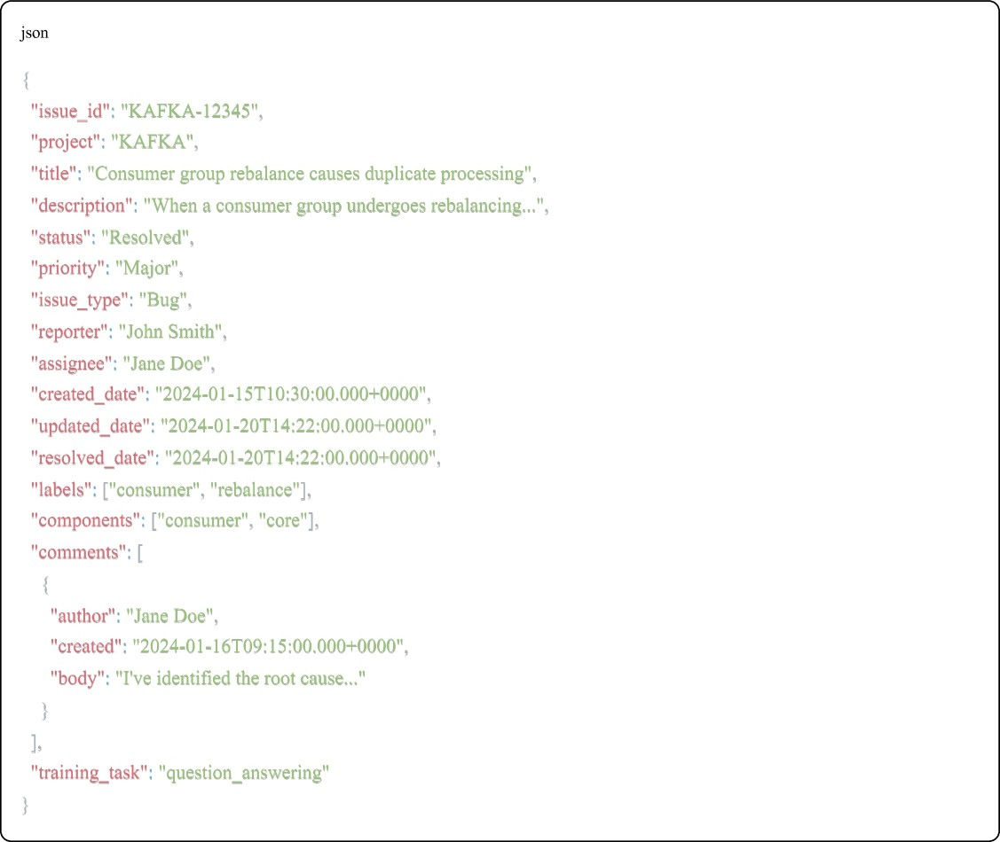 json
{
"issue_id": "KAFKA-12345",
"project": "KAFKA",
"title": "Consumer group rebalance causes duplicate processing",
"description": "When a consumer group undergoes rebalancing...",
"status": "Resolved",
"priority": "Major",
"issue_type": "Bug",
"reporter": "John Smith",
"assignee": "Jane Doe",
"created_date": "2024-01-15T10:30:00.000+0000",
"updated_date": "2024-01-20T14:22:00.000+0000",
"resolved_date": "2024-01-20T14:22:00.000+0000",
"labels": ["consumer", "rebalance"],
"components": ["consumer", "core"],
"comments": [
{
"author": "Jane Doe",
"created": "2024-01-16T09:15:00.000+0000",
"body": "I've identified the root cause..."
}
],
"training_task": "question_answering"
}